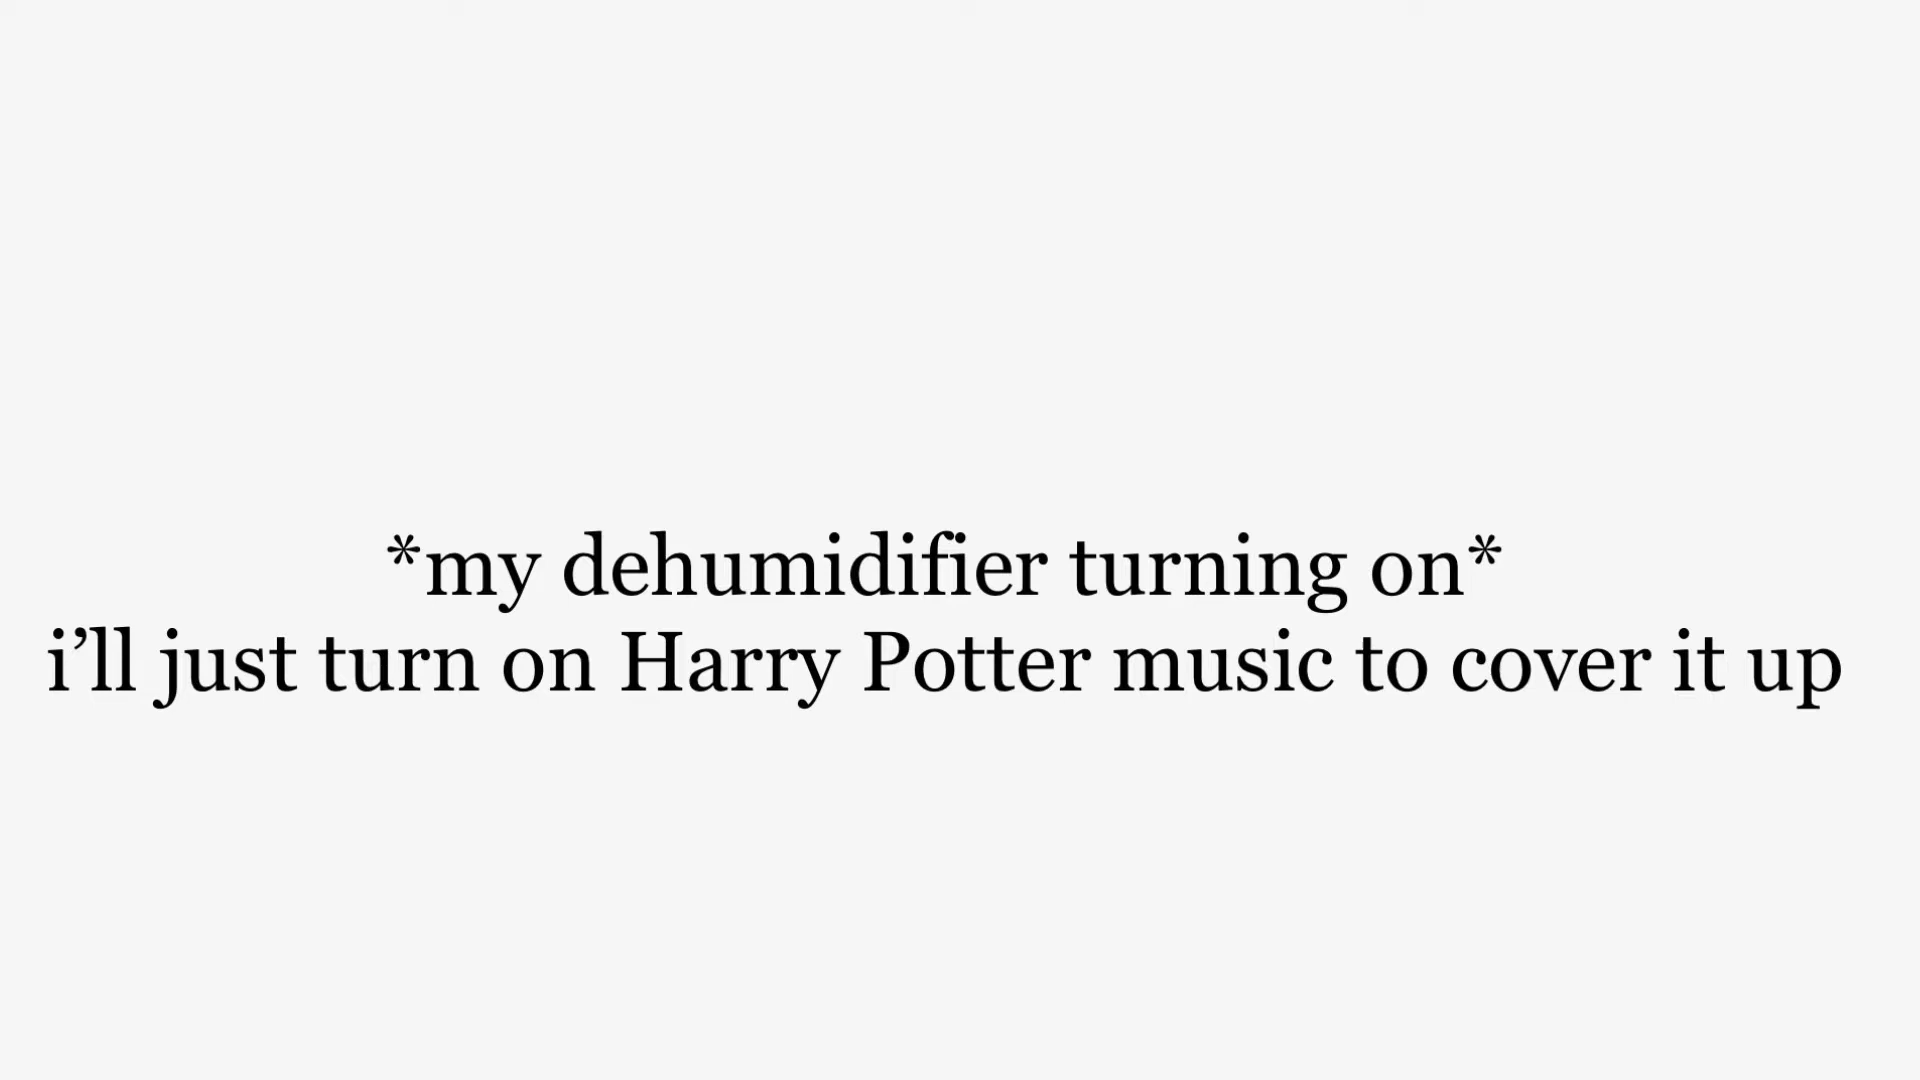 *my dehumidifier turning on*
i’ll just turn on Harry Potter music to cover it up